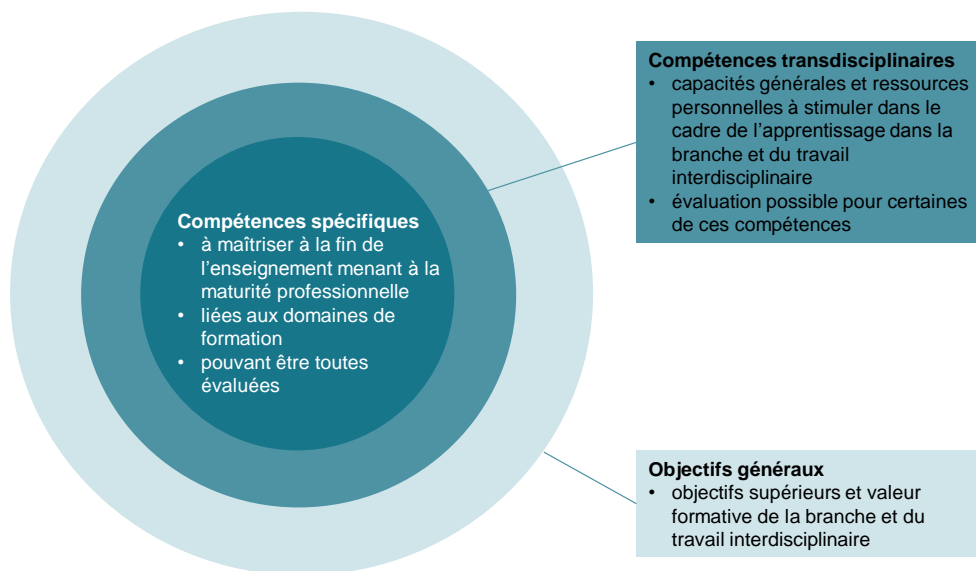 Compétences transdisciplinaires
• capacités générales et ressources
personnelles à stimuler dans le
cadre de l'apprentissage dans la
branche et du travail
interdisciplinaire
• évaluation possible pour certaines
de ces compétences
Compétences spécifiques
• à maîtriser à la fin de
l'enseignement menant à la
maturité professionnelle
• liées aux domaines de
formation
• pouvant être toutes
évaluées
Objectifs généraux
• objectifs supérieurs et valeur
formative de la branche et du
travail interdisciplinaire